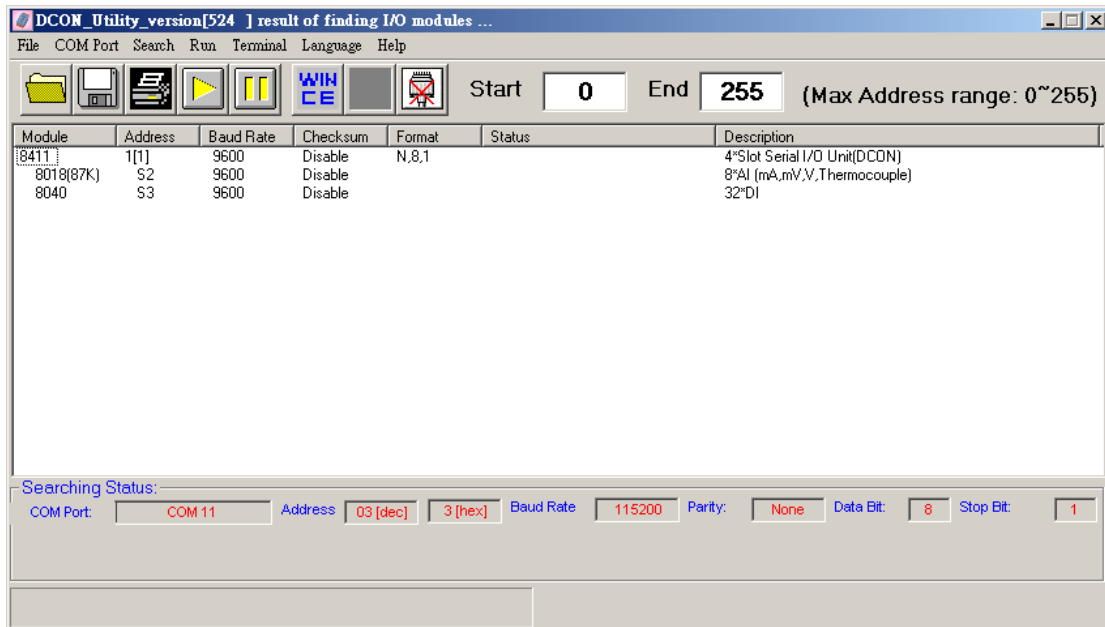 DCON_Utility_version[524 ] result of finding I/O modules ...
File COM Port Search Run Terminal Language Help
WIN CE Start 0 End 255 (Max Address range: 0~255)
Module Address Baud Rate Checksum Format Status Description
8411 1[1] 9600 Disable N,8,1 4*Slot Serial I/O Unit(DCON)
8018(87K) S2 9600 Disable 8*AI (mA,mV,V,Thermocouple)
8040 S3 9600 Disable 32*DI
Searching Status:
COM Port: COM 11 Address 03 [dec] 3 [hex] Baud Rate 115200 Parity: None Data Bit: 8 Stop Bit: 1